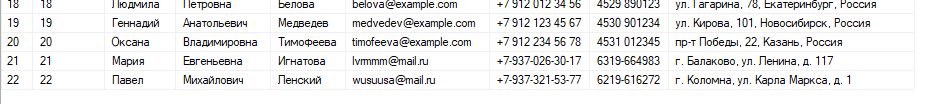 18 18 Людмила Петровна Белова belova@example.com +7 912 012 34 56 4529 890123 ул. Гагарина, 78, Екатеринбург, Россия
19 19 Геннадий Анатольевич Медведев medvedev@example.com +7 912 123 45 67 4530 901234 ул. Кирова, 101, Новосибирск, Россия
20 20 Оксана Владимировна Тимофеева timofeeva@example.com +7 912 234 56 78 4531 012345 пр-т Победы, 22, Казань, Россия
21 21 Мария Евгеньевна Игнатова lvrmmm@mail.ru +7-937-026-30-17 6319-664983 г. Балаково, ул. Ленина, д. 117
22 22 Павел Михайлович Ленский wusuusa@mail.ru +7-937-321-53-77 6219-616272 г. Коломна, ул. Карла Маркса, д. 1